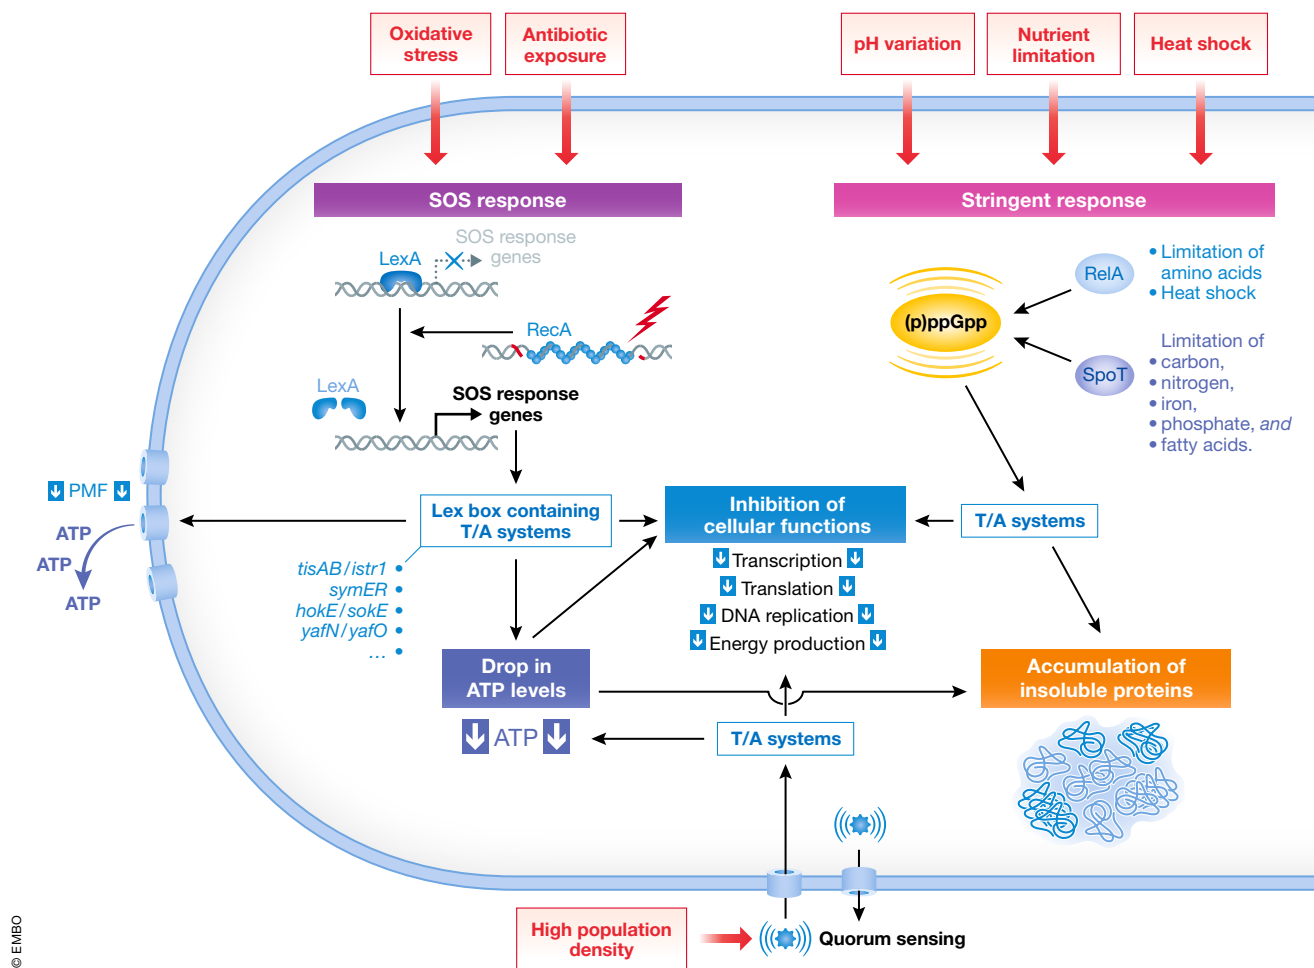 Oxidative
stress
Antibiotic
exposure
pH variation
Nutrient
limitation
Heat shock
SOS response
Stringent response
SOS response
genes
LexA
RecA
LexA
SOS response
genes
(p)ppGpp
RelA
• Limitation of
amino acids
• Heat shock
SpoT
Limitation of
• carbon,
• nitrogen,
• iron,
• phosphate, and
• fatty acids.
PMF
ATP
ATP
ATP
Lex box containing
T/A systems
tisAB/istr1 •
symER •
hokE/sokE •
yafN/yafO •
... •
Inhibition of
cellular functions
Transcription
Translation
DNA replication
Energy production
T/A systems
Drop in
ATP levels
ATP
Accumulation of
insoluble proteins
T/A systems
High population
density
Quorum sensing
© EMBO